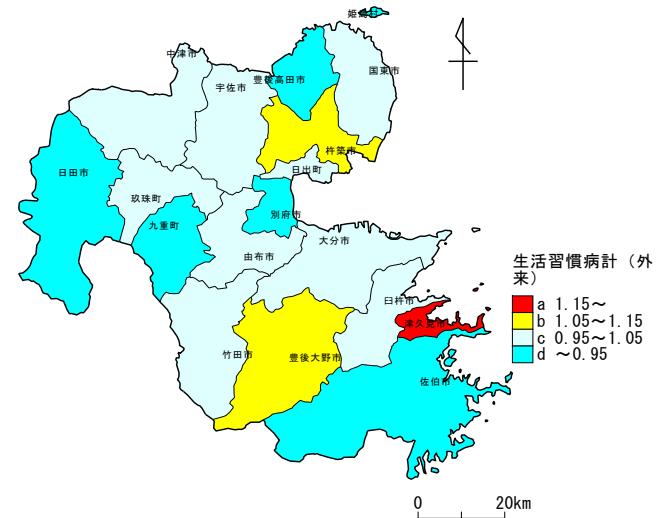 姫島村
中津市
国東市
豊後高田市
宇佐市
杵築市
日出町
日田市
玖珠町
別府市
九重町
大分市
由布市
生活習慣病計（外
来）
臼杵市
a 1.15～
津久見市
b 1.05～1.15
c 0.95～1.05
竹田市
豊後大野市
d ～0.95
佐伯市
0 20km